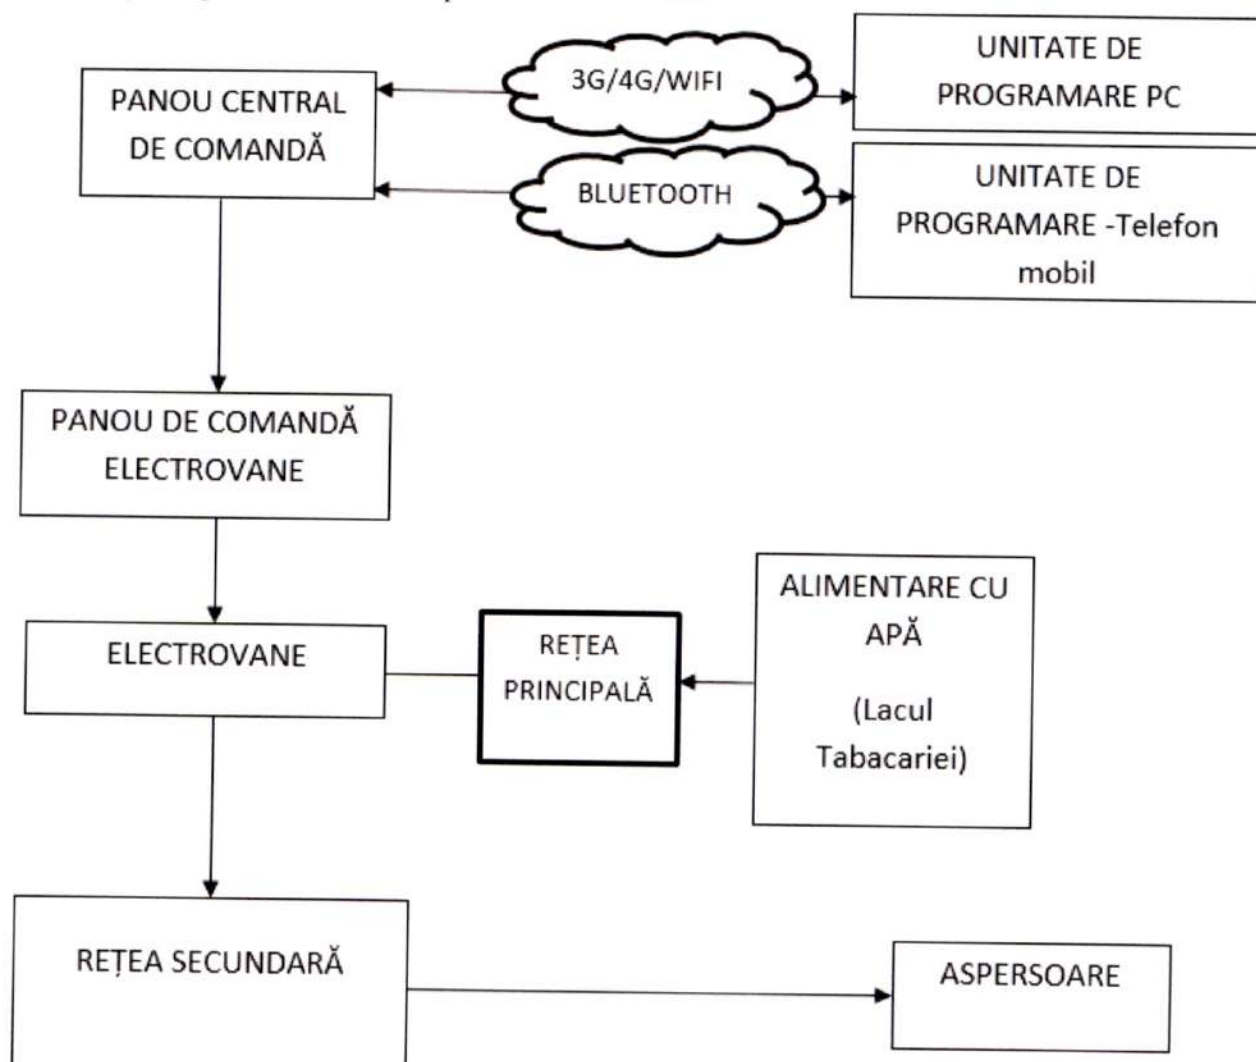 PANOU CENTRAL
DE COMANDĂ
3G/4G/WIFI
UNITATE DE
PROGRAMARE PC
BLUETOOTH
UNITATE DE
PROGRAMARE -Telefon
mobil
PANOU DE COMANDĂ
ELECTROVANE
ELECTROVANE
REȚEA
PRINCIPALĂ
ALIMENTARE CU
APĂ
(Lacul
Tabacariei)
REȚEA SECUNDARĂ
ASPERSOARE